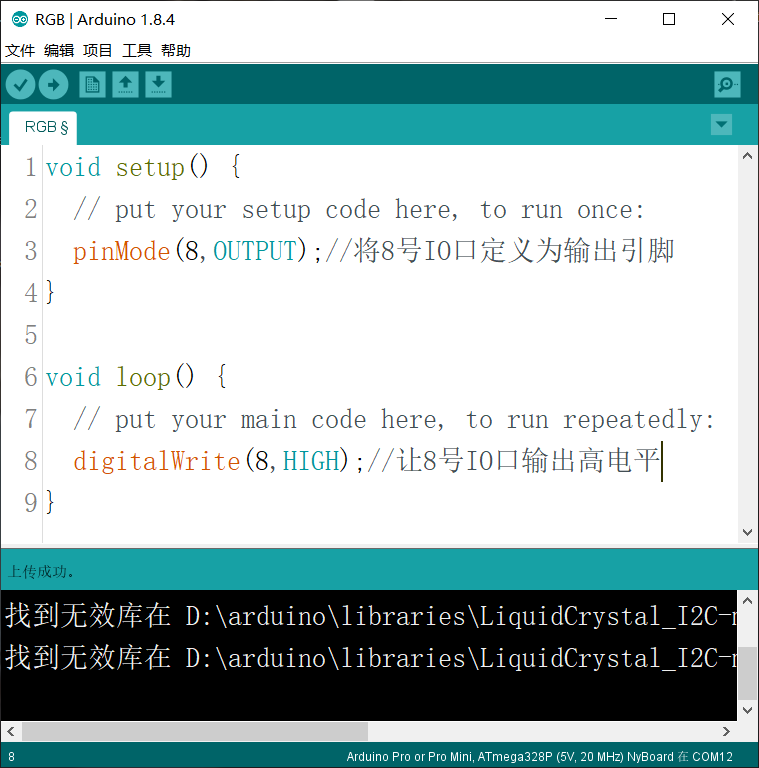 RGB | Arduino 1.8.4
文件 编辑 项目 工具 帮助
RGB §
1 void setup() {
2 // put your setup code here, to run once:
3 pinMode(8,OUTPUT);//将8号IO口定义为输出引脚
4 }
5
6 void loop() {
7 // put your main code here, to run repeatedly:
8 digitalWrite(8,HIGH);//让8号IO口输出高电平
9 }
上传成功。
找到无效库在 D:\arduino\libraries\LiquidCrystal_I2C-
找到无效库在 D:\arduino\libraries\LiquidCrystal_I2C-
8 Arduino Pro or Pro Mini, ATmega328P (5V, 20 MHz) NyBoard 在 COM12